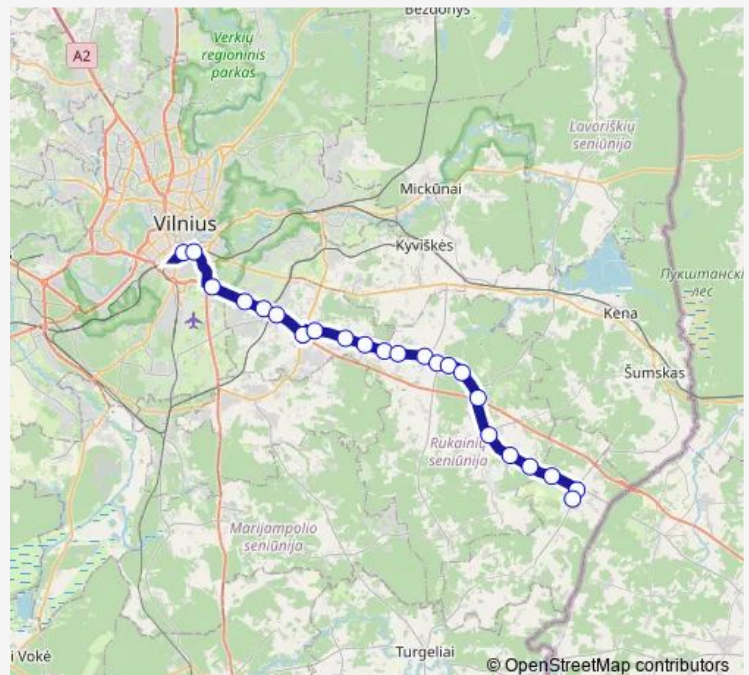 Bezdonys
Verkių
regioninis
parkas
A2
Lavoriškių
seniūnija
Mickūnai
Vilnius
Kyviškės
Пукштанский
лес
Kena
Šumskas
Rukainių
seniūnija
Marijampolio
seniūnija
Turgeliai
i Vokė
© OpenStreetMap contributors